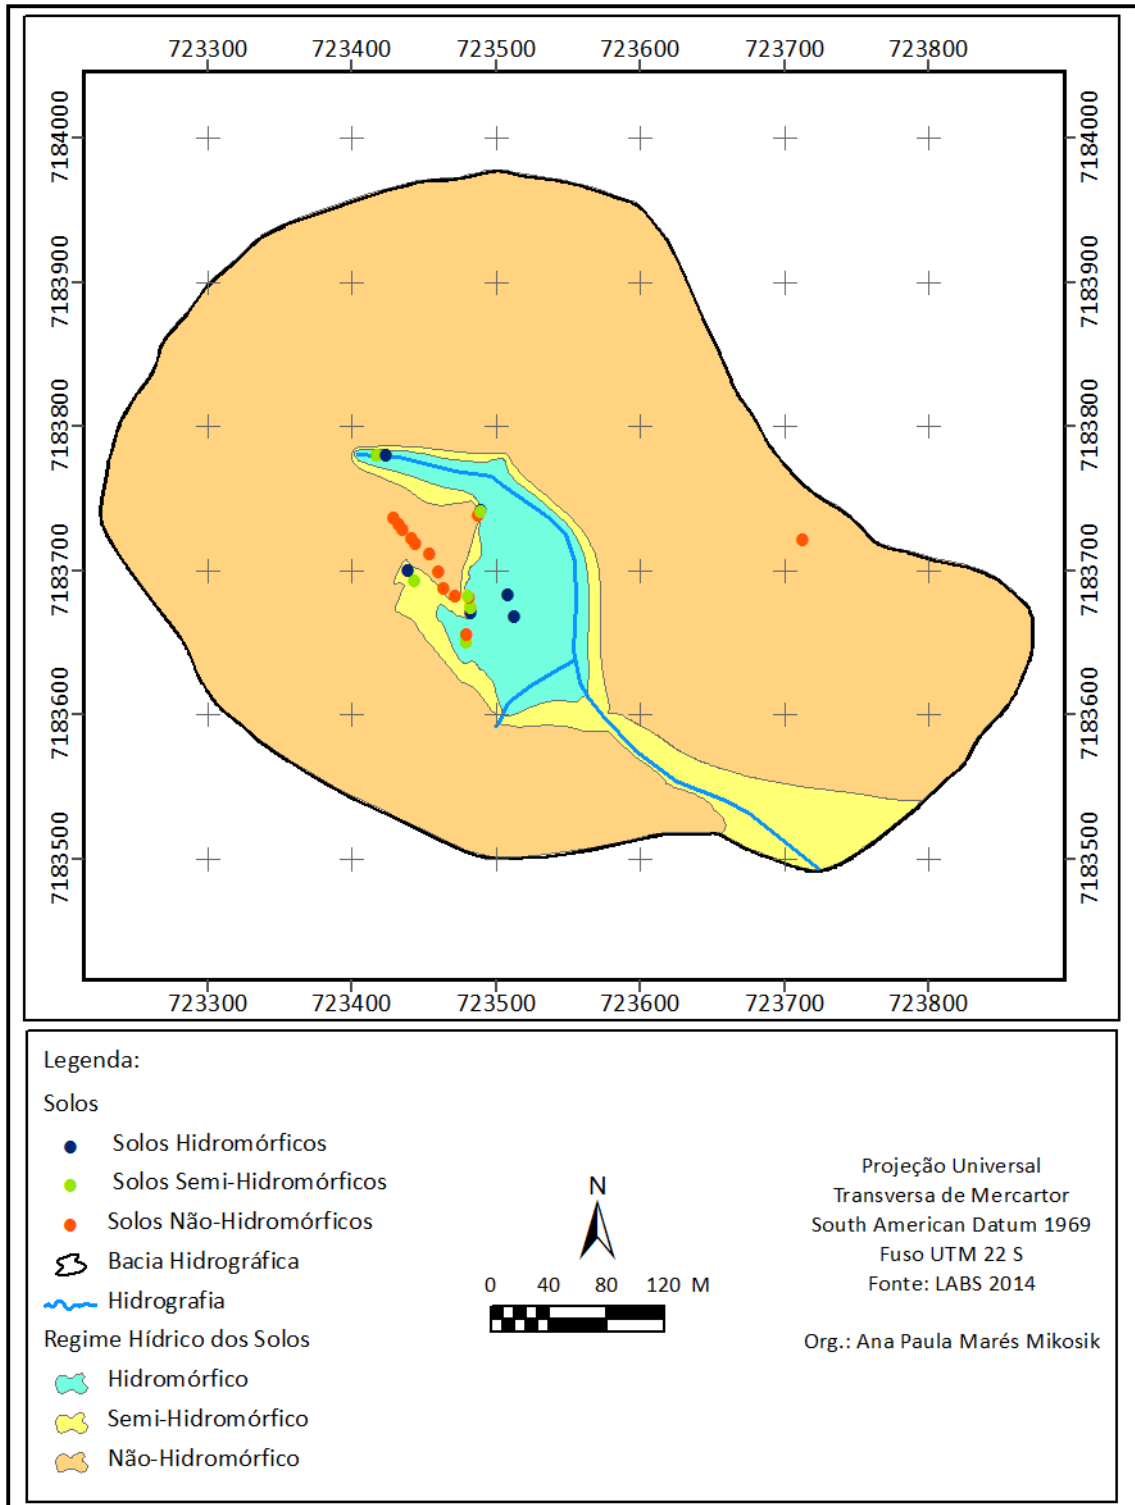 723300 723400 723500 723600 723700 723800
7184000 7184000
7183900 7183900
7183800 7183800
7183700 7183700
7183600 7183600
7183500 7183500
723300 723400 723500 723600 723700 723800
Legenda:
Solos
Solos Hidromórficos
Solos Semi-Hidromórficos
Solos Não-Hidromórficos
Bacia Hidrográfica
Hidrografia
Regime Hídrico dos Solos
Hidromórfico
Semi-Hidromórfico
Não-Hidromórfico
N
0 40 80 120 M
Projeção Universal
Transversa de Mercartor
South American Datum 1969
Fuso UTM 22 S
Fonte: LABS 2014
Org.: Ana Paula Marés Mikosik